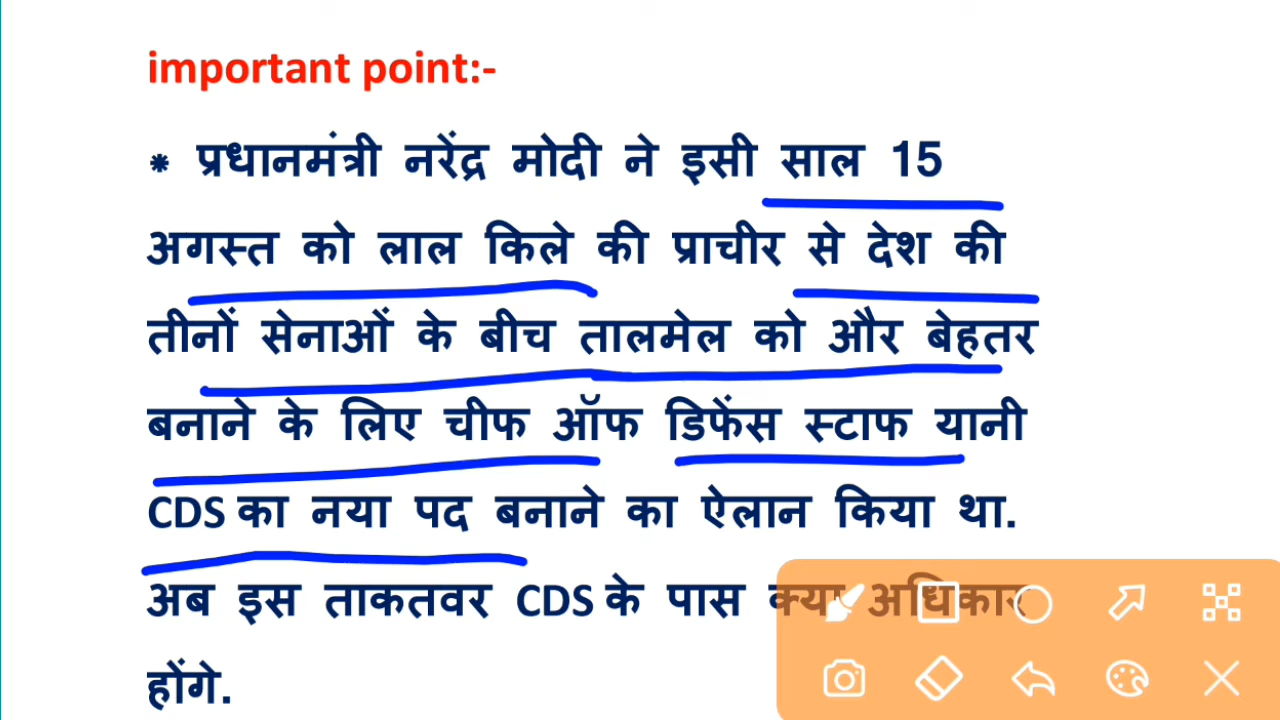 important point:-
* प्रधानमंत्री नरेंद्र मोदी ने इसी साल 15
अगस्त को लाल किले की प्राचीर से देश की
तीनों सेनाओं के बीच तालमेल को और बेहतर
बनाने के लिए चीफ ऑफ डिफेंस स्टाफ यानी
CDS का नया पद बनाने का ऐलान किया था.
अब इस ताकतवर CDS के पास क्या अधिकार
होंगे.